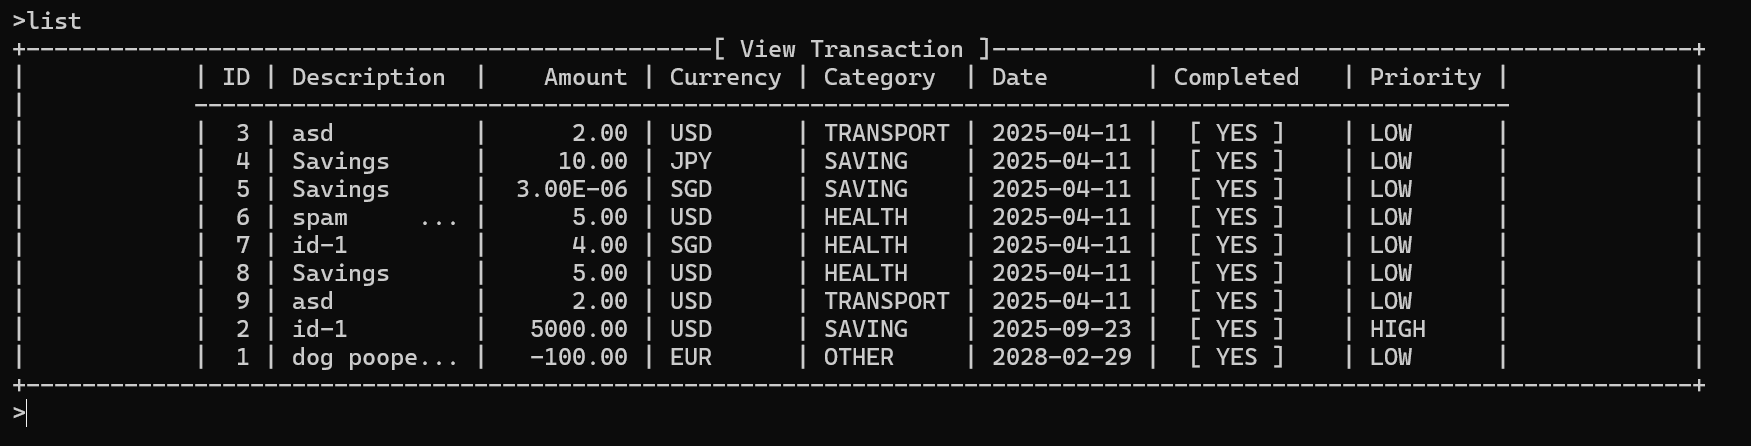 >list
+-------------------------------------------------[ View Transaction ]--------------------------------------------------+
|            | ID | Description  |    Amount | Currency | Category  | Date       | Completed   | Priority |             |
|            ----------------------------------------------------------------------------------------------             |
|            |  3 | asd          |      2.00 | USD      | TRANSPORT | 2025-04-11 |  [ YES ]    | LOW      |             |
|            |  4 | Savings      |     10.00 | JPY      | SAVING    | 2025-04-11 |  [ YES ]    | LOW      |             |
|            |  5 | Savings      |  3.00E-06 | SGD      | SAVING    | 2025-04-11 |  [ YES ]    | LOW      |             |
|            |  6 | spam     ... |      5.00 | USD      | HEALTH    | 2025-04-11 |  [ YES ]    | LOW      |             |
|            |  7 | id-1         |      4.00 | SGD      | HEALTH    | 2025-04-11 |  [ YES ]    | LOW      |             |
|            |  8 | Savings      |      5.00 | USD      | HEALTH    | 2025-04-11 |  [ YES ]    | LOW      |             |
|            |  9 | asd          |      2.00 | USD      | TRANSPORT | 2025-04-11 |  [ YES ]    | LOW      |             |
|            |  2 | id-1         |   5000.00 | USD      | SAVING    | 2025-09-23 |  [ YES ]    | HIGH     |             |
|            |  1 | dog poope... |   -100.00 | EUR      | OTHER     | 2028-02-29 |  [ YES ]    | LOW      |             |
+-----------------------------------------------------------------------------------------------------------------------+
>